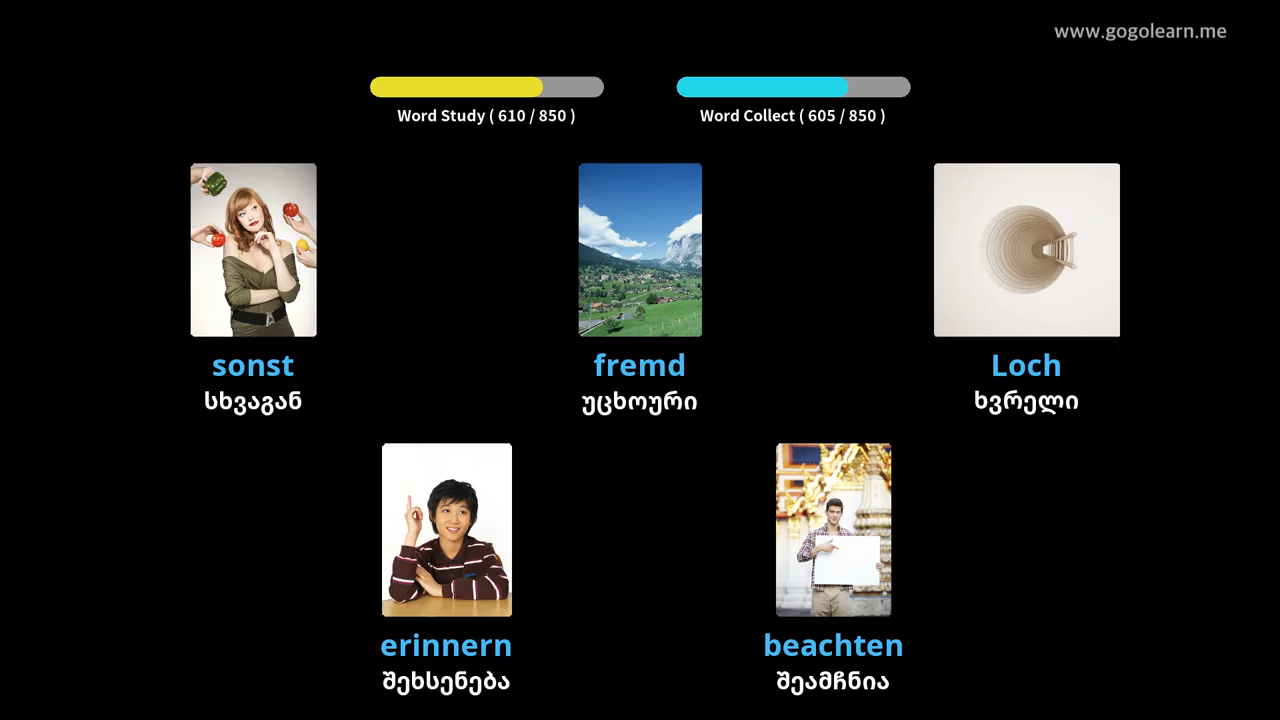 www.gogolearn.me
Word Study ( 610 / 850 )
Word Collect ( 605 / 850 )
sonst
სხვაგან
fremd
უცხოური
Loch
ხვრელი
erinnern
შეხსენება
beachten
შეამჩნია